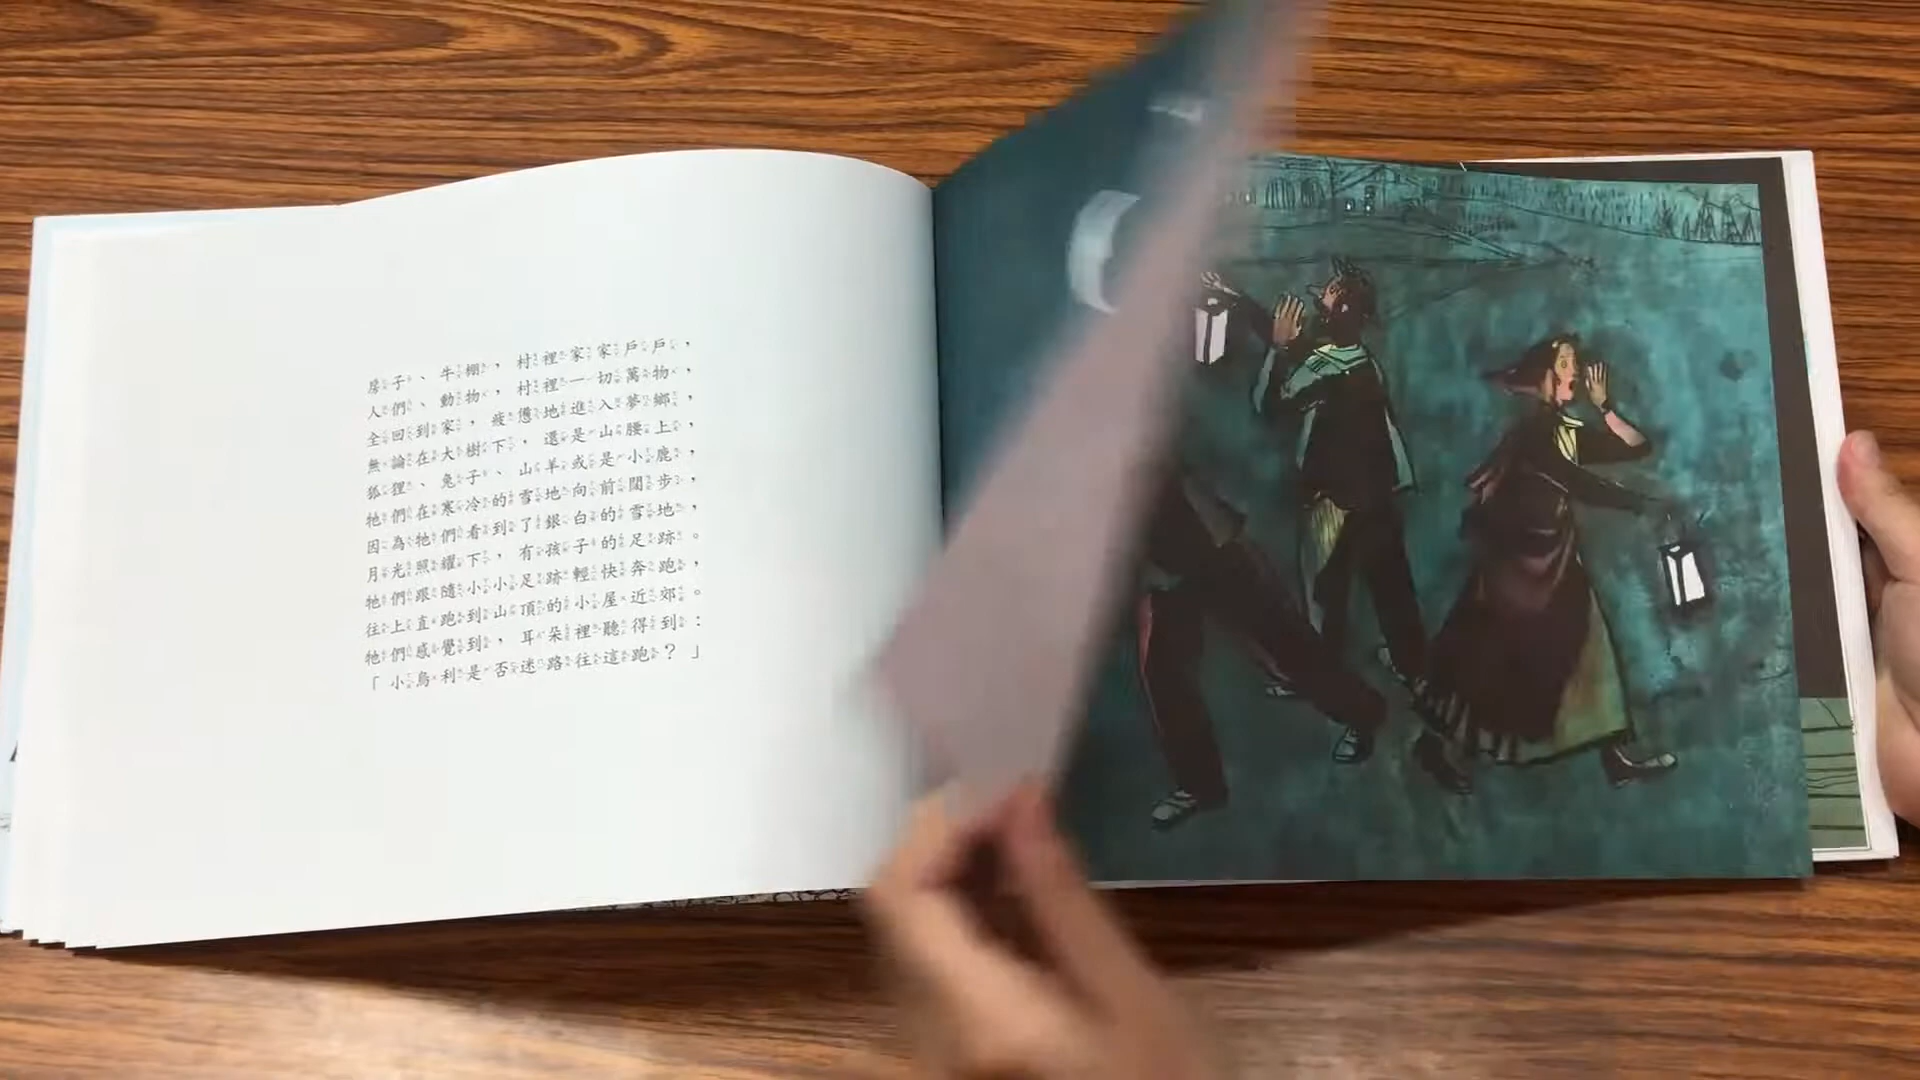 房子、牛棚，村裡家家戶戶，
人們、動物，村裡一切萬物，
全回到家，疲憊地進入夢鄉，
無論在大樹下，還是山腰上，
狐狸、兔子、山羊或是小鹿，
牠們在寒冷的雪地向前闊步，
因為牠們看到了銀白的雪地，
月光照耀下，有孩子的足跡。
牠們跟隨小小足跡輕快奔跑，
往上直跑到山頂的小屋近郊。
牠們感覺到，耳朵裡聽得到：
「小烏利是否迷路往這跑？」